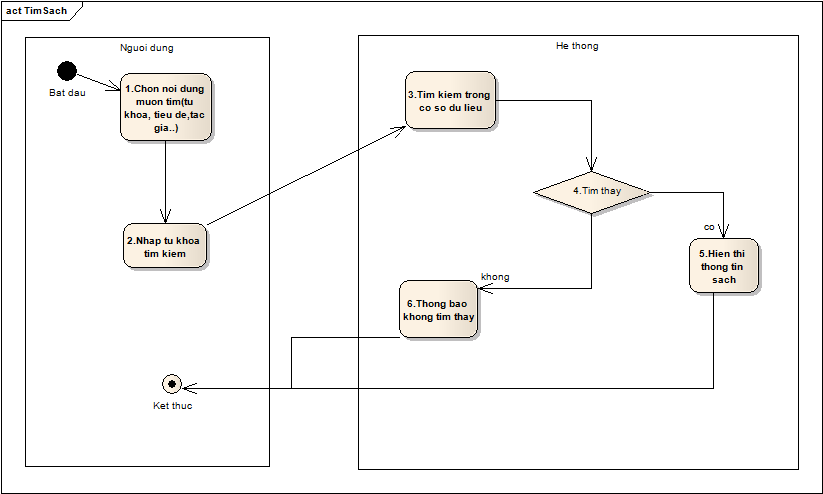 act TimSach
Nguoi dung
He thong
Bat dau
1.Chon noi dung
muon tim(tu
khoa, tieu de,tac
gia..)
2.Nhap tu khoa
tim kiem
3.Tim kiem trong
co so du lieu
4.Tim thay
co
5.Hien thi
thong tin
sach
khong
6.Thong bao
khong tim thay
Ket thuc